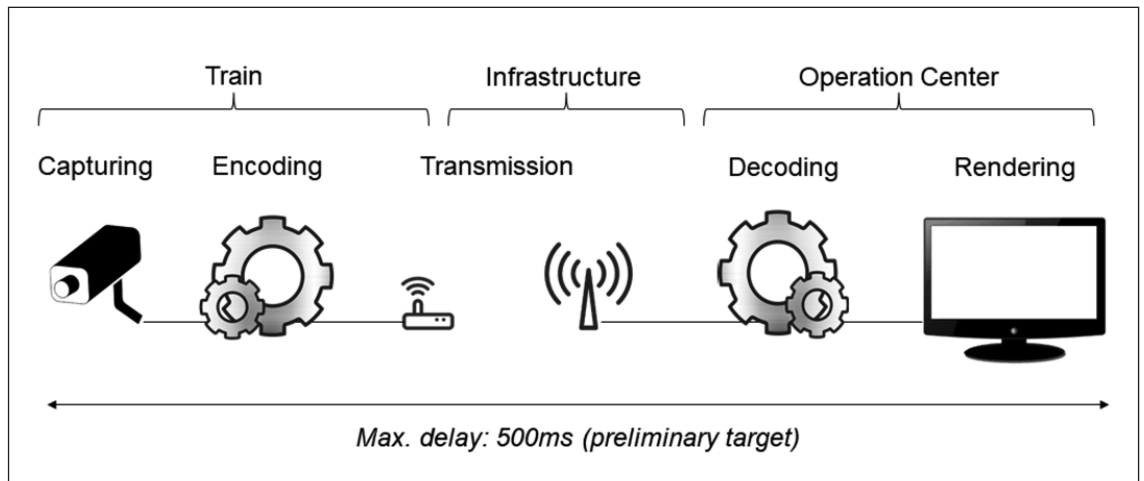 Train Infrastructure Operation Center
Capturing Encoding Transmission Decoding Rendering
Max. delay: 500ms (preliminary target)